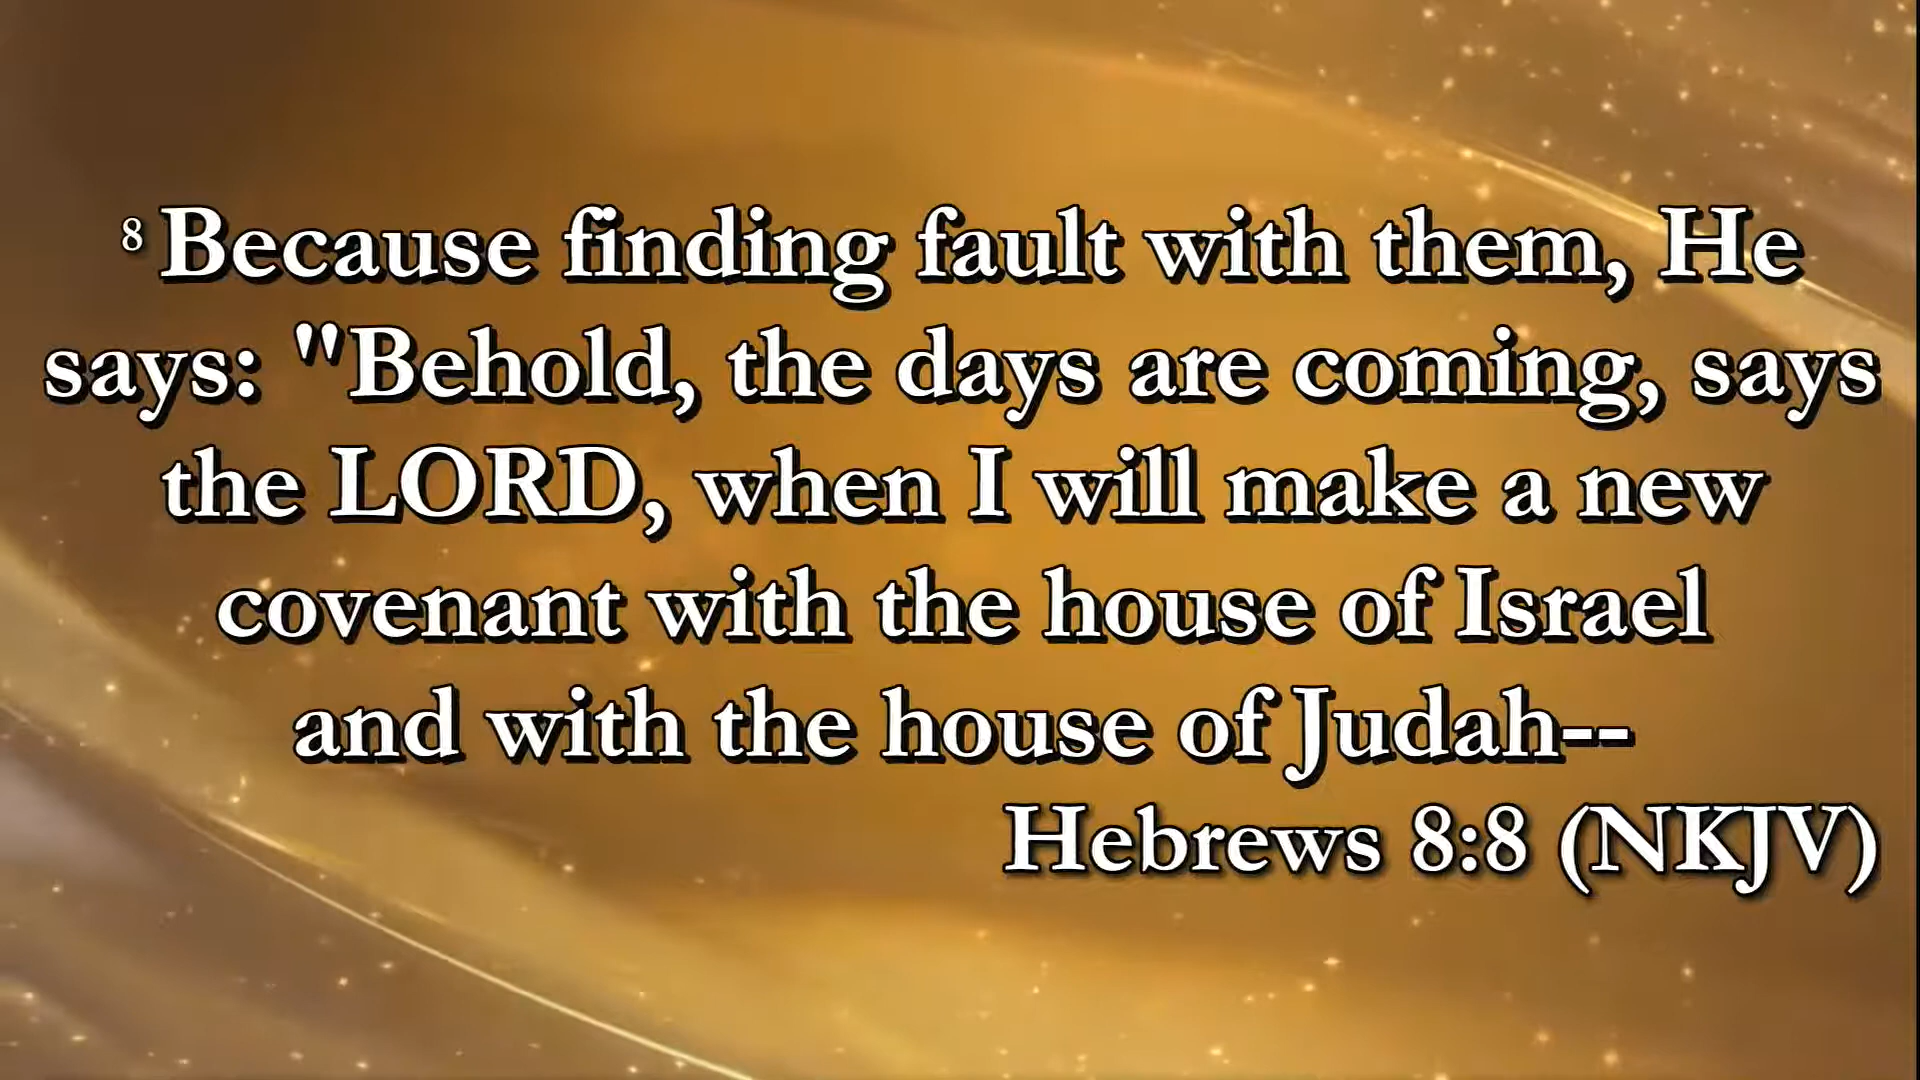 8 Because finding fault with them, He
says: "Behold, the days are coming, says
the LORD, when I will make a new
covenant with the house of Israel
and with the house of Judah--
Hebrews 8:8 (NKJV)